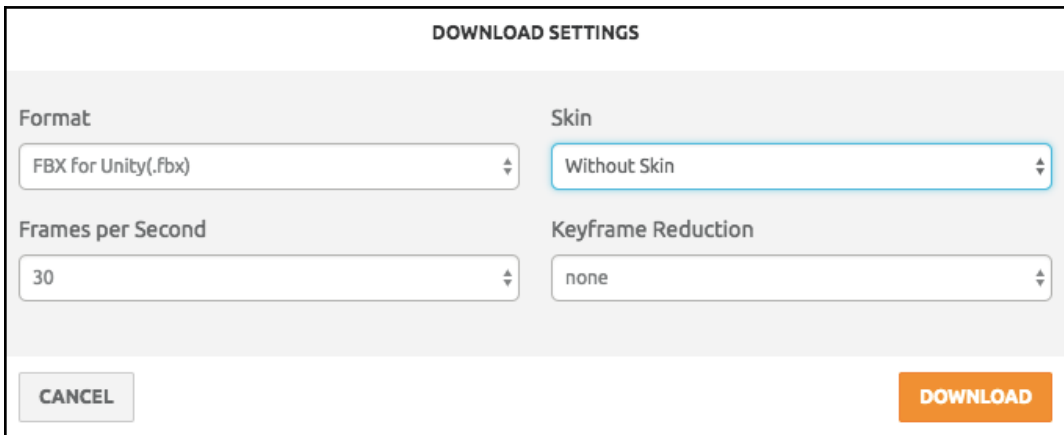 DOWNLOAD SETTINGS
Format
Skin
FBX for Unity(.fbx)
Without Skin
Frames per Second
Keyframe Reduction
30
none
CANCEL
DOWNLOAD